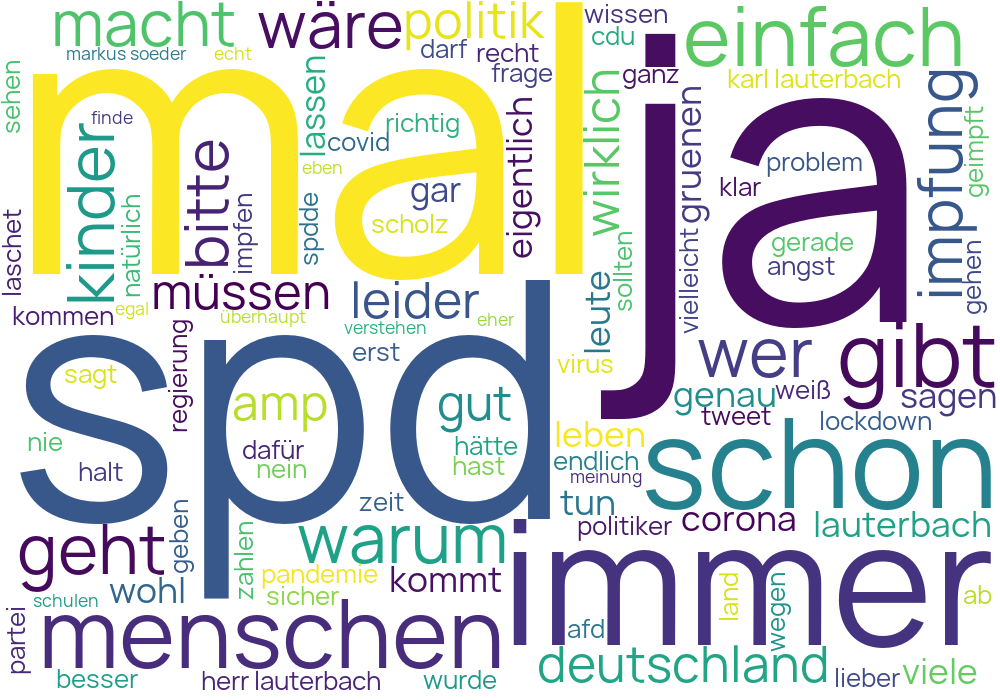 macht
wäre
politik
wissen
einfach
markus soeder
echt
darf
recht
cdu
sehen
mal
ja
frage
ganz
karl lauterbach
finde
kinder
bitte
lassen
covid
richtig
eigentlich
wirklich
gruenen
impfung
geimpft
eben
gar
scholz
problem
klar
gerade
angst
laschet
natürlich
impfen
spdde
sollten
vielleicht
gehen
müssen
leider
leute
kommen
egal
überhaupt
verstehen
eher
spd
regierung
erst
virus
wer
gibt
sagt
amp
gut
genau
weiß
sagen
tweet
lockdown
nie
halt
dafür
nein
hätte
hast
leben
endlich
meinung
schon
zeit
tun
politiker
corona
lauterbach
geht
geben
zahlen
warum
immer
wohl
pandemie
sicher
kommt
schulen
partei
menschen
afd
land
wegen
ab
besser
herr lauterbach
wurde
deutschland
lieber
viele